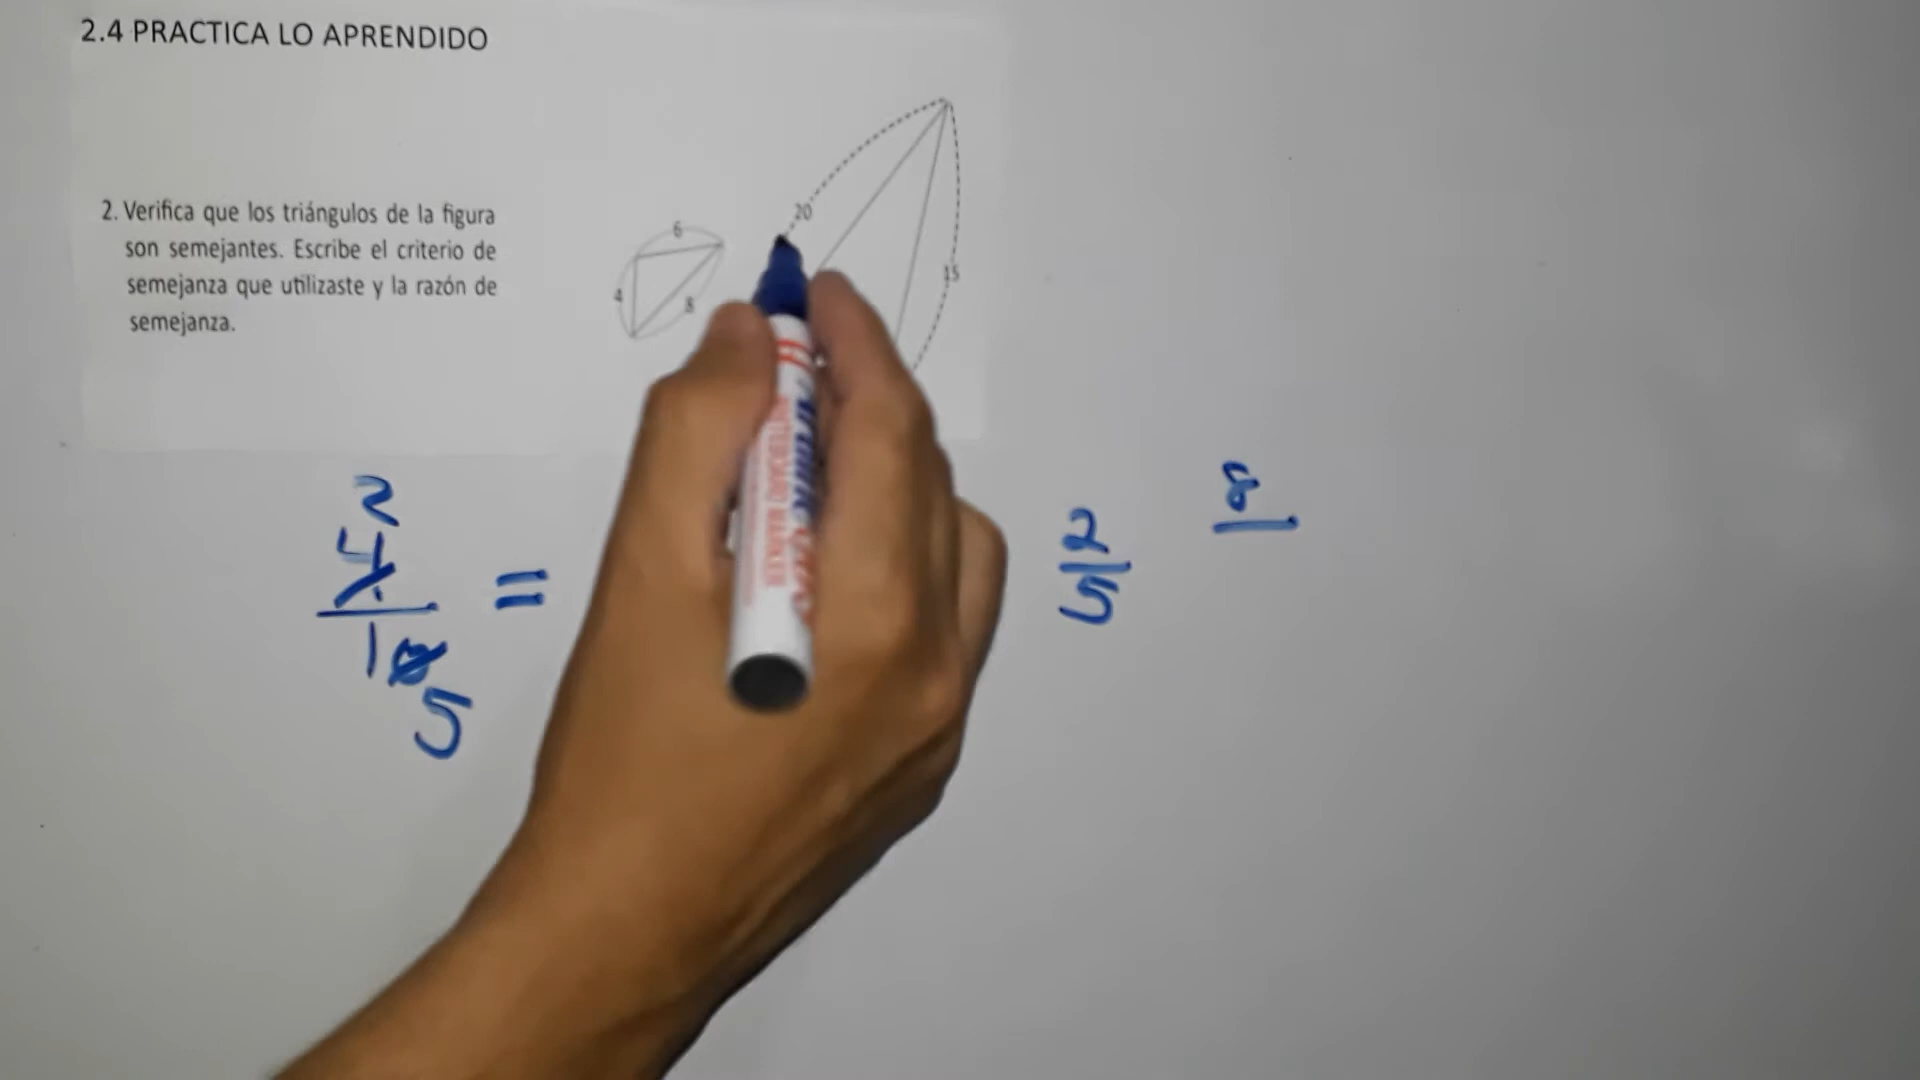 2.4 PRACTICA LO APRENDIDO
2. Verifica que los triángulos de la figura
son semejantes. Escribe el criterio de
semejanza que utilizaste y la razón de
semejanza.
6
4
8
20
15
2
4
10
5
=
2
5
8